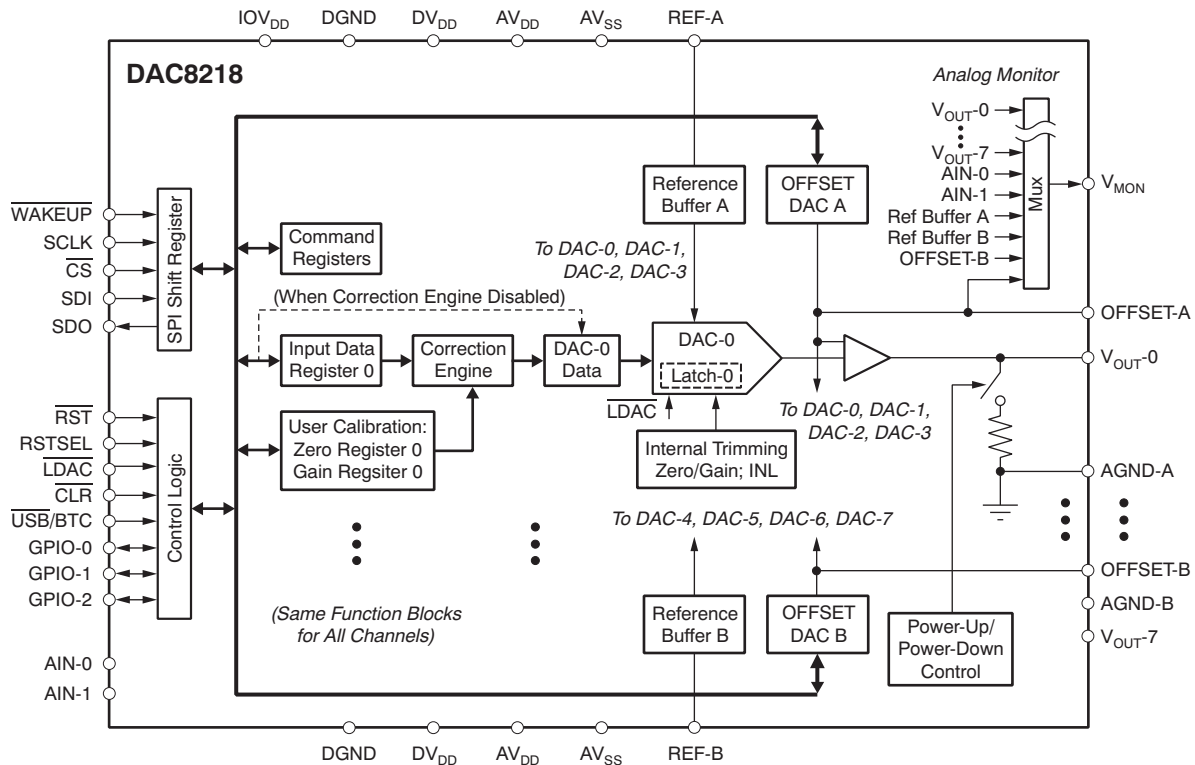 IOVDD DGND DVDD AVDD AVSS REF-A
DAC8218
Analog Monitor
VOUT-0
VOUT-7
AIN-0
AIN-1
Ref Buffer A
Ref Buffer B
OFFSET-B
Mux
VMON
WAKEUP
SCLK
CS
SDI
SDO
SPI Shift Register
Command
Registers
Reference
Buffer A
OFFSET
DAC A
To DAC-0, DAC-1,
DAC-2, DAC-3
(When Correction Engine Disabled)
Input Data
Register 0
Correction
Engine
DAC-0
Data
DAC-0
Latch-0
LDAC
OFFSET-A
VOUT-0
To DAC-0, DAC-1,
DAC-2, DAC-3
User Calibration:
Zero Register 0
Gain Regsiter 0
Internal Trimming
Zero/Gain; INL
AGND-A
RST
RSTSEL
LDAC
CLR
USB/BTC
GPIO-0
GPIO-1
GPIO-2
Control Logic
To DAC-4, DAC-5, DAC-6, DAC-7
OFFSET-B
AGND-B
VOUT-7
(Same Function Blocks
for All Channels)
Reference
Buffer B
OFFSET
DAC B
Power-Up/
Power-Down
Control
AIN-0
AIN-1
DGND DVDD AVDD AVSS REF-B